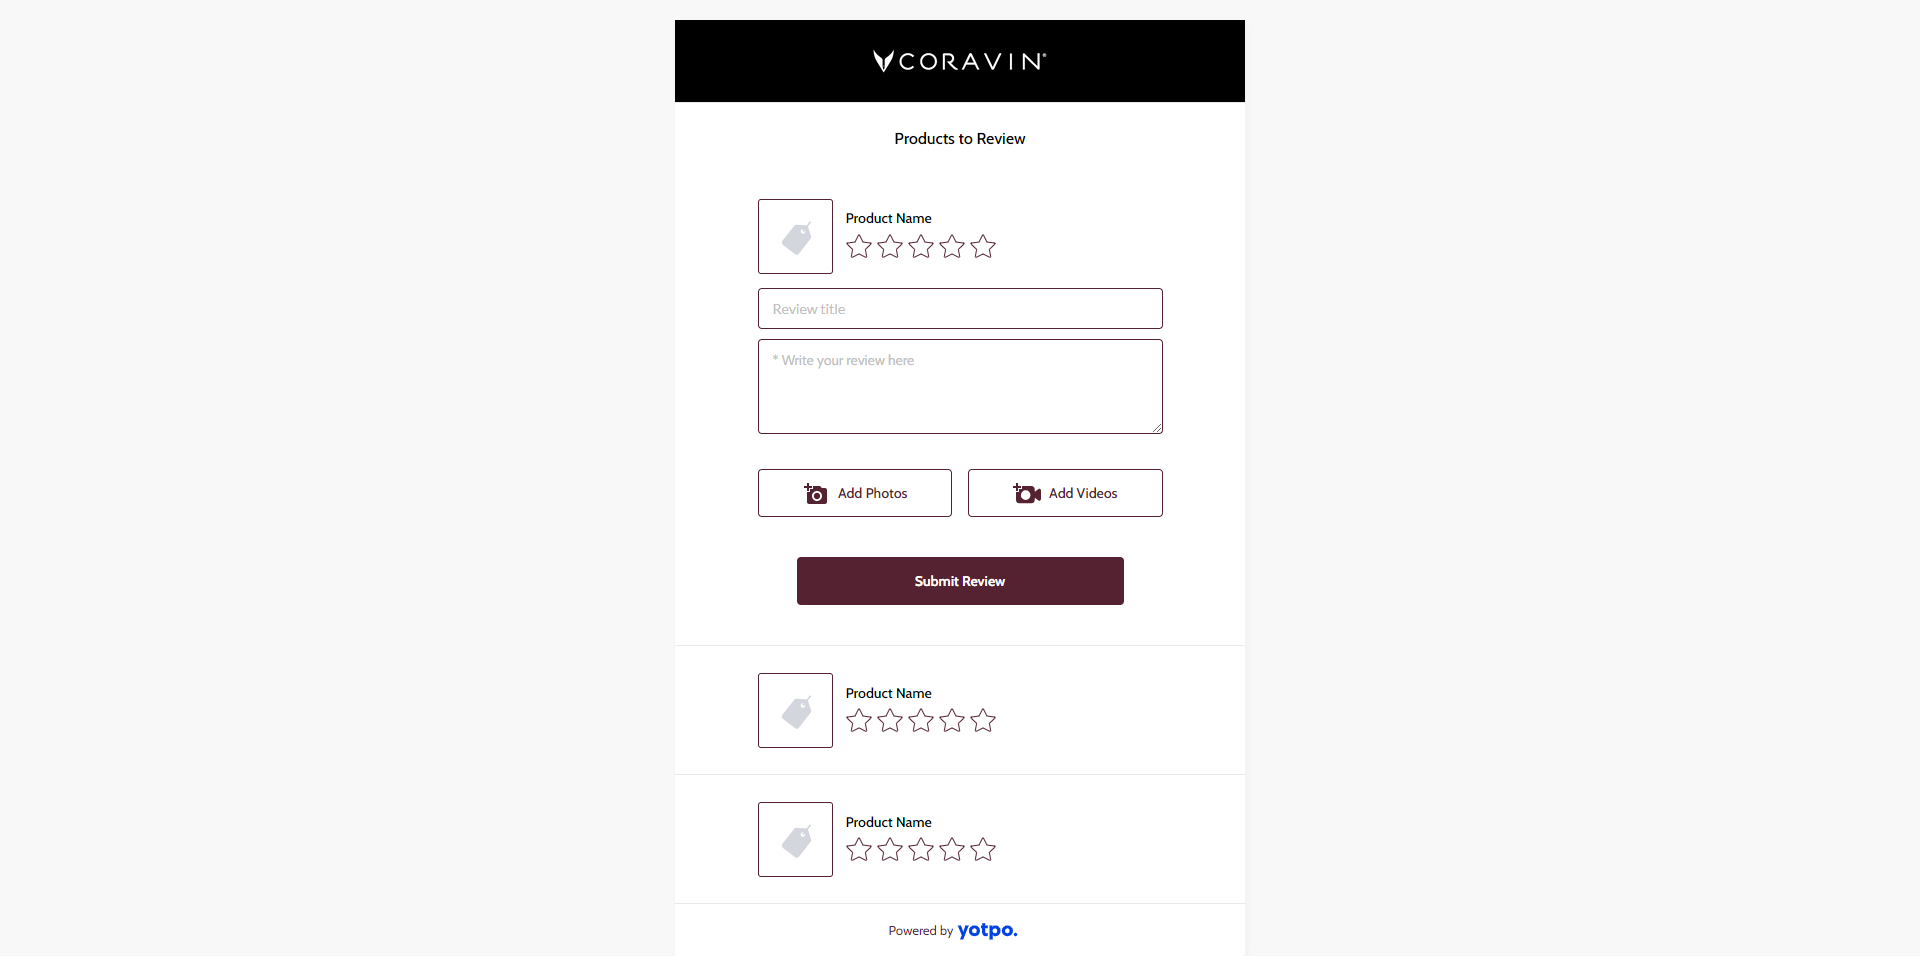 CORAVIN®
Products to Review
Product Name
Review title
* Write your review here
Add Photos
Add Videos
Submit Review
Product Name
Product Name
Powered by yotpo.